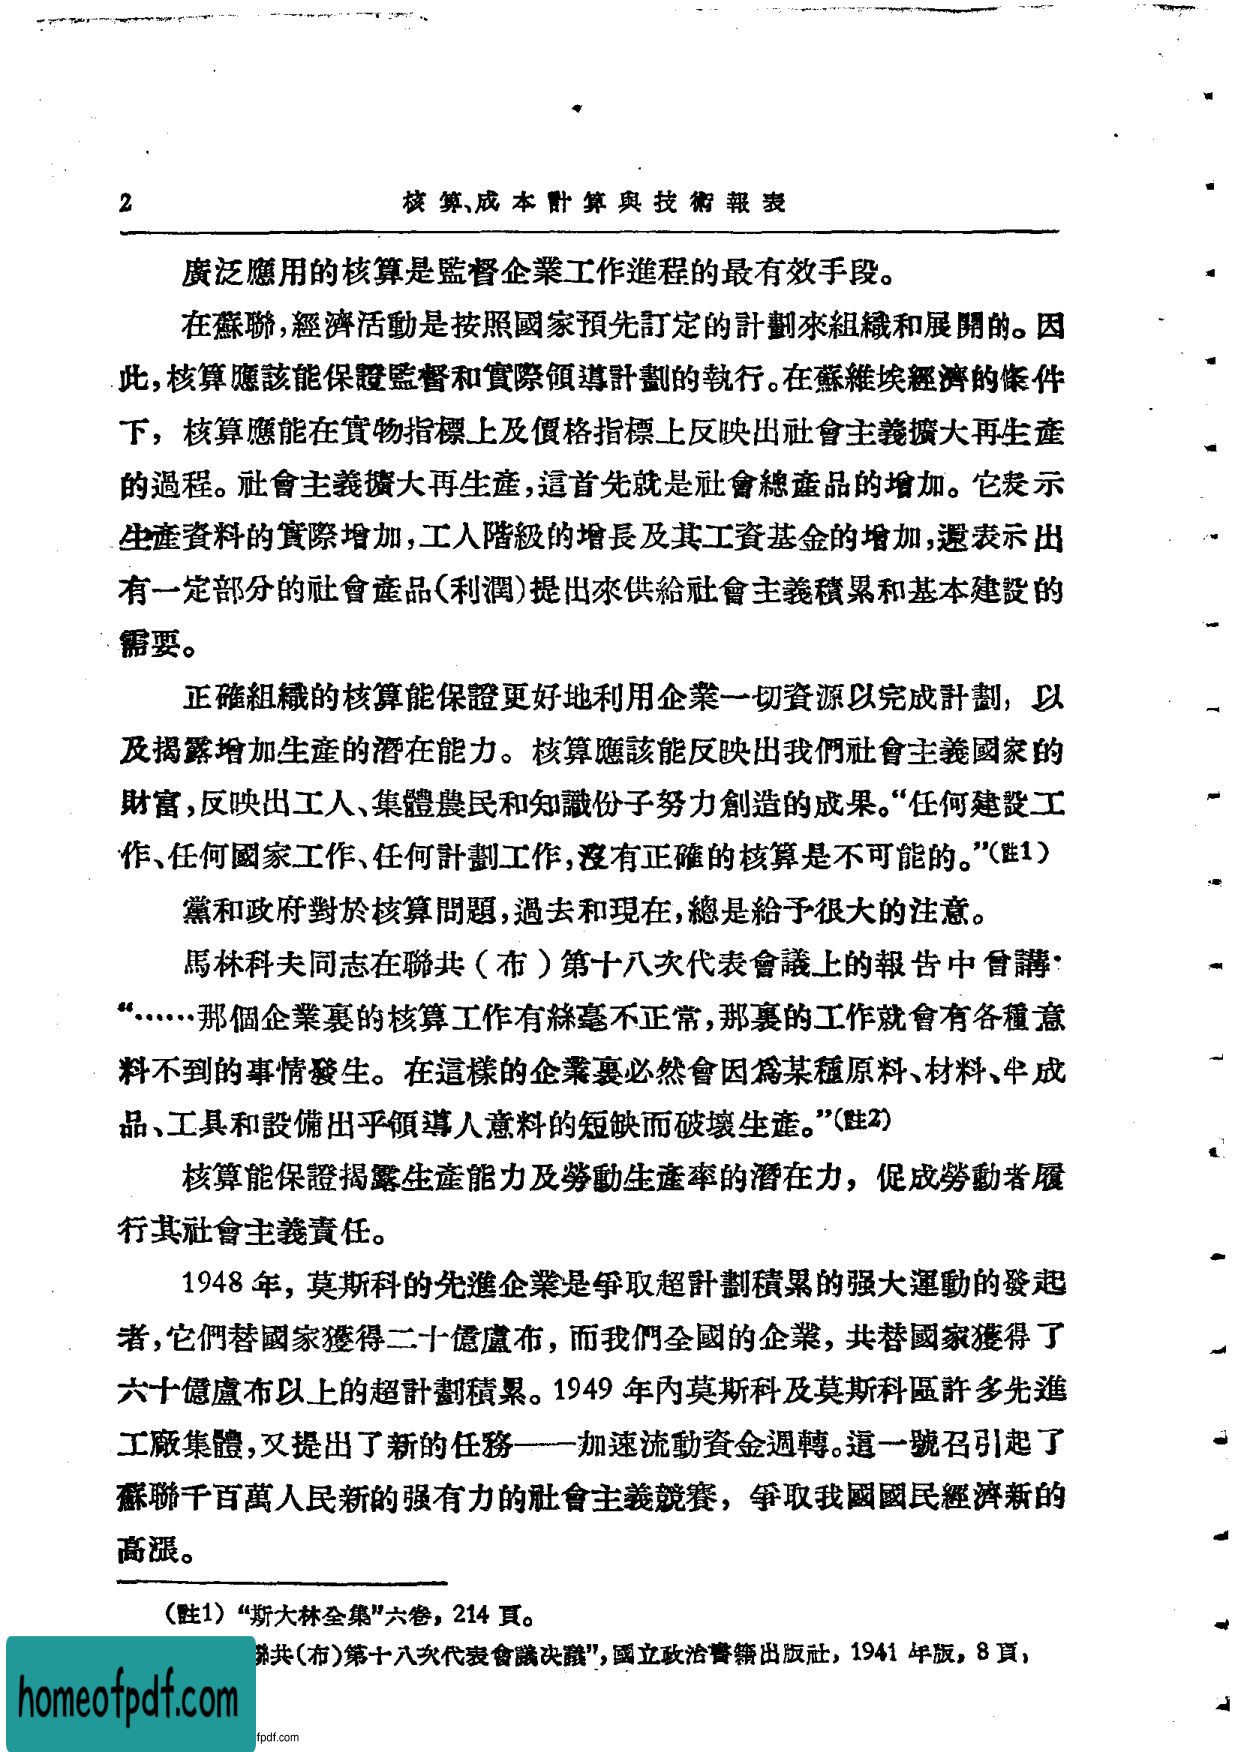 2
核算、成本計算與技術報表
廣泛應用的核算是監督企業工作進程的最有效手段。
在蘇聯,經濟活動是按照國家預先訂定的計劃來組織和展開的。因
此,核算應該能保證監督和實際領導計劃的執行。在蘇維埃經濟的條件
下，核算應能在實物指標上及價格指標上反映出社會主義擴大再生產
的過程。社會主義擴大再生產,這首先就是社會總產品的增加。它表示
生產資料的實際增加,工人階級的增長及其工資基金的增加,還表示出
有一定部分的社會產品(利潤)提出來供給社會主義積累和基本建設的
需要。
正確組織的核算能保證更好地利用企業一切資源以完成計劃，以
及揭露增加生產的潛在能力。核算應該能反映出我們社會主義國家的
財富,反映出工人、集體農民和知識份子努力創造的成果。“任何建設工
作、任何國家工作、任何計劃工作,沒有正確的核算是不可能的。”(註1)
黨和政府對於核算問題,過去和現在,總是給予很大的注意。
馬林科夫同志在聯共(布)第十八次代表會議上的報告中曾講:
“……那個企業裏的核算工作有絲毫不正常,那裏的工作就會有各種意
料不到的事情發生。在這樣的企業裏必然會因爲某種原料、材料、半成
品、工具和設備出乎領導人意料的短缺而破壞生產。”(註2)
核算能保證揭露生產能力及勞動生產率的潛在力，促成勞動者履
行其社會主義責任。
1948年，莫斯科的先進企業是爭取超計劃積累的强大運動的發起
者,它們替國家獲得二十億盧布，而我們全國的企業，共替國家獲得了
六十億盧布以上的超計劃積累。1949年內莫斯科及莫斯科區許多先進
工廠集體,又提出了新的任務——加速流動資金週轉。這一號召引起了
蘇聯千百萬人民新的强有力的社會主義競賽，爭取我國國民經濟新的
高漲。
(註1)“斯大林全集”六卷，214頁。
聯共(布)第十八次代表會議决議”,國立政治書籍出版社，1941年版，8頁，
homeofpdf.com
fpdf.com